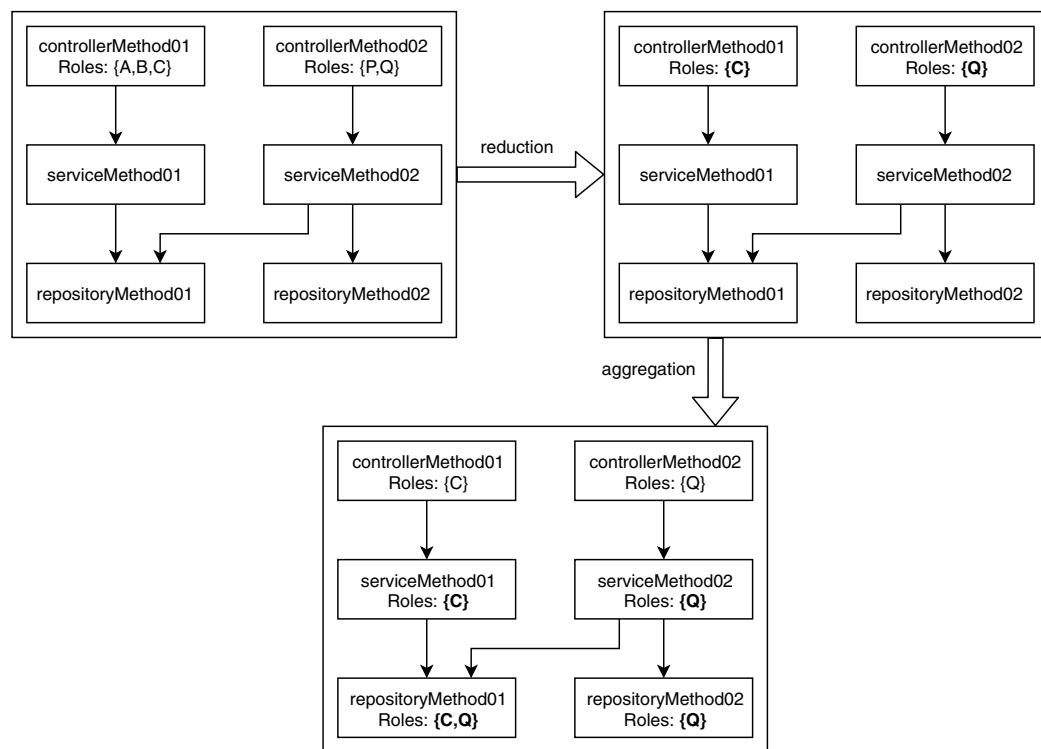 controllerMethod01
Roles: {A,B,C}
controllerMethod02
Roles: {P,Q}
serviceMethod01
serviceMethod02
repositoryMethod01
repositoryMethod02
reduction
controllerMethod01
Roles: {C}
controllerMethod02
Roles: {Q}
serviceMethod01
serviceMethod02
repositoryMethod01
repositoryMethod02
aggregation
controllerMethod01
Roles: {C}
controllerMethod02
Roles: {Q}
serviceMethod01
Roles: {C}
serviceMethod02
Roles: {Q}
repositoryMethod01
Roles: {C,Q}
repositoryMethod02
Roles: {Q}